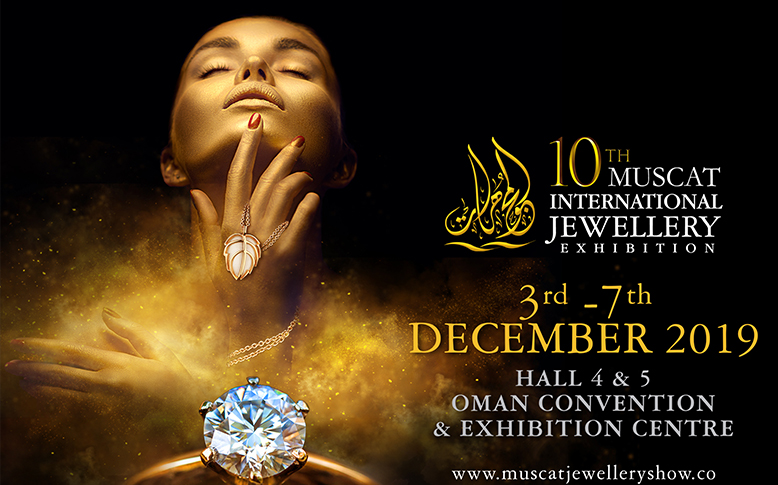 10TH
MUSCAT
INTERNATIONAL
JEWELLERY
EXHIBITION
3rd -7th
DECEMBER 2019
HALL 4 & 5
OMAN CONVENTION
& EXHIBITION CENTRE
www.muscatjewelleryshow.co